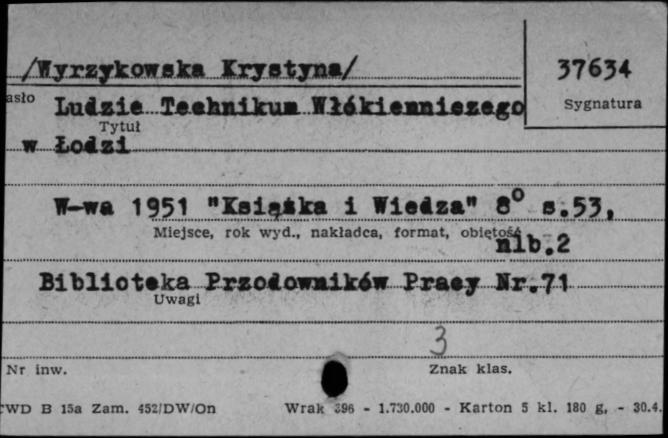 /Wyrzykowska Krystyna/
37634
asło
Ludzie Technikum Włókienniczego
Sygnatura
Tytuł
w Łodzi
W-wa 1951 "Książka i Wiedza" 8° s.53,
Miejsce, rok wyd., nakładca, format, objętość
nlb.2
Biblioteka Przodowników Pracy Nr.71
Uwagi
3
Nr inw.
Znak klas.
CWD B 15a Zam. 452/DW/On
Wrak 396 - 1.730.000 - Karton 5 kl. 180 g, - 30.4.